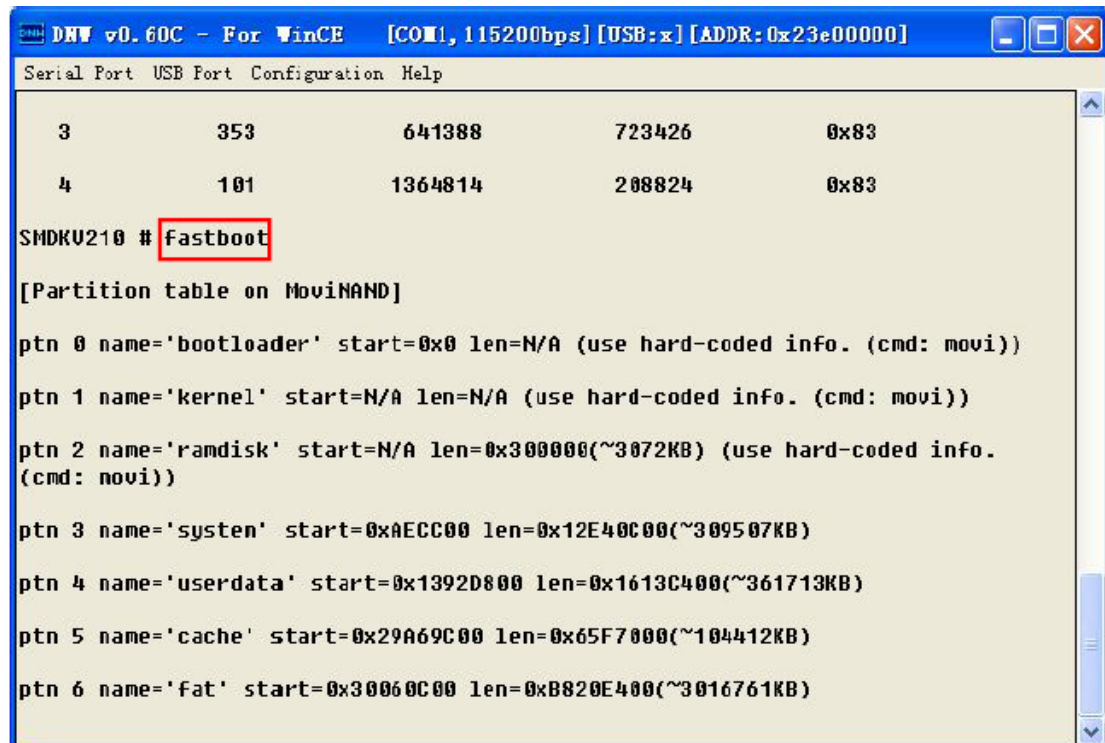 DNW v0.60C - For WinCE [COM1,115200bps][USB:x][ADDR:0x23e00000]
Serial Port USB Port Configuration Help
3 353 641388 723426 0x83
4 101 1364814 208824 0x83
SMDKV210 # fastboot
[Partition table on MoviNAND]
ptn 0 name='bootloader' start=0x0 len=N/A (use hard-coded info. (cmd: movi))
ptn 1 name='kernel' start=N/A len=N/A (use hard-coded info. (cmd: movi))
ptn 2 name='ramdisk' start=N/A len=0x300000(~3072KB) (use hard-coded info.
(cmd: movi))
ptn 3 name='system' start=0xAECC00 len=0x12E40C00(~309507KB)
ptn 4 name='userdata' start=0x1392D800 len=0x1613C400(~361713KB)
ptn 5 name='cache' start=0x29A69C00 len=0x65F7000(~104412KB)
ptn 6 name='fat' start=0x30060C00 len=0xB820E400(~3016761KB)